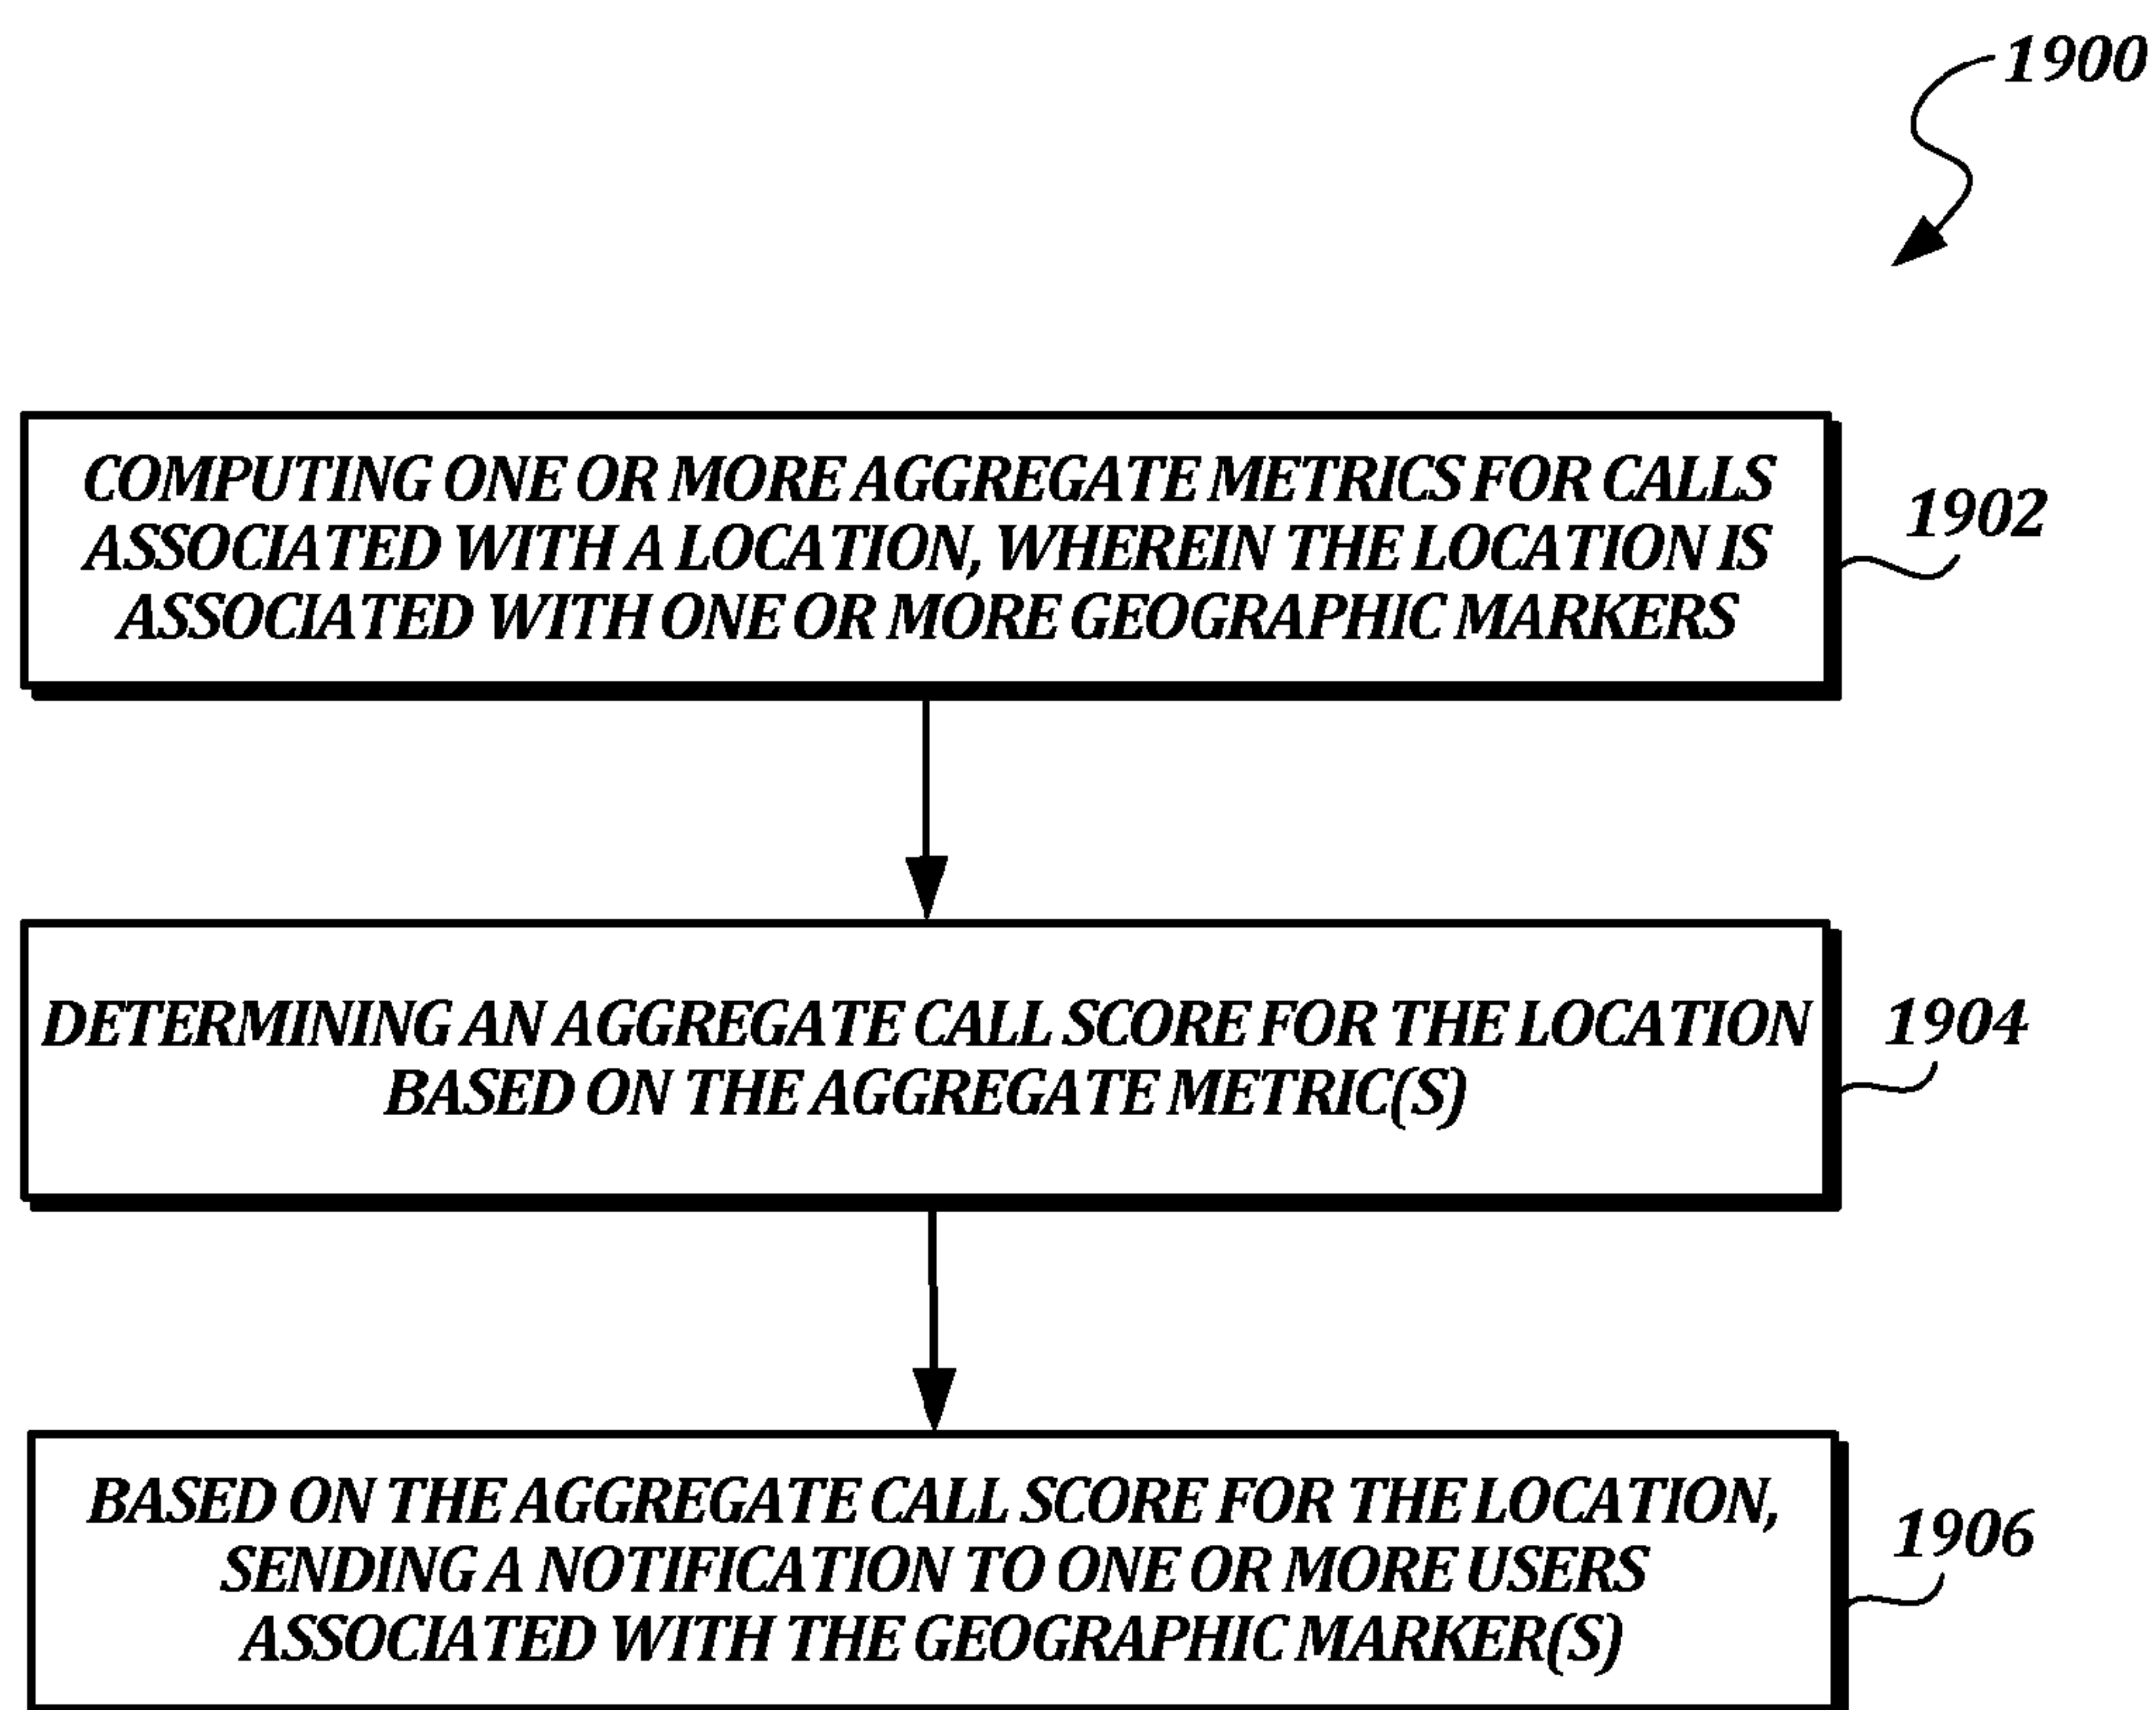 1900
COMPUTING ONE OR MORE AGGREGATE METRICS FOR CALLS
ASSOCIATED WITH A LOCATION, WHEREIN THE LOCATION IS
ASSOCIATED WITH ONE OR MORE GEOGRAPHIC MARKERS
1902
DETERMINING AN AGGREGATE CALL SCORE FOR THE LOCATION
BASED ON THE AGGREGATE METRIC(S)
1904
BASED ON THE AGGREGATE CALL SCORE FOR THE LOCATION,
SENDING A NOTIFICATION TO ONE OR MORE USERS
ASSOCIATED WITH THE GEOGRAPHIC MARKER(S)
1906